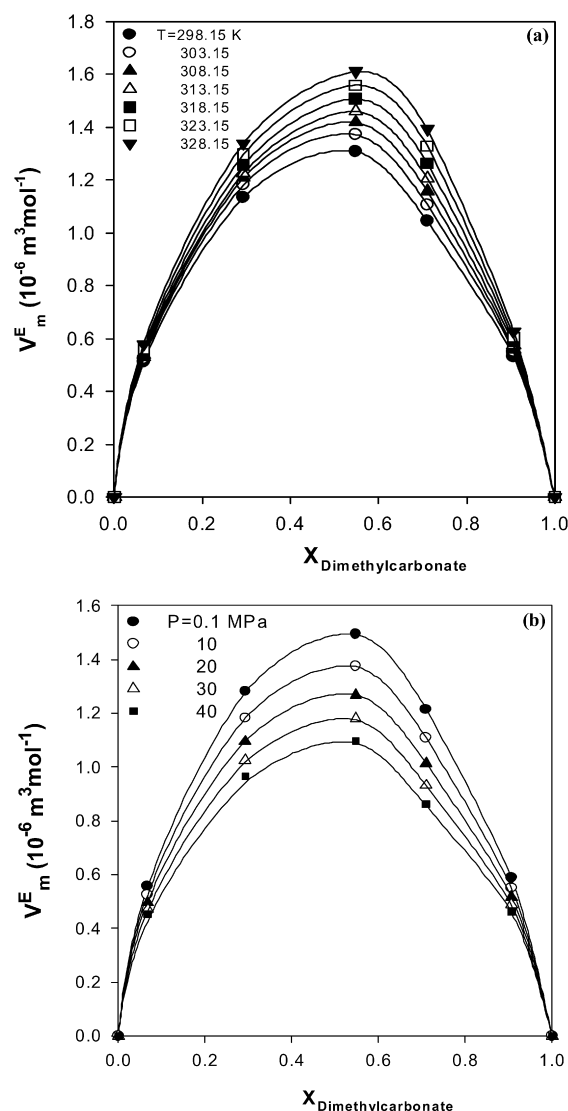 (a)
T=298.15 K
303.15
308.15
313.15
318.15
323.15
328.15
1.8
1.6
1.4
1.2
1.0
0.8
0.6
0.4
0.2
0.0
V^E_m (10^-6 m^3mol^-1)
0.0 0.2 0.4 0.6 0.8 1.0
X_Dimethylcarbonate
(b)
P=0.1 MPa
10
20
30
40
1.6
1.4
1.2
1.0
0.8
0.6
0.4
0.2
0.0
V^E_m (10^-6 m^3mol^-1)
0.0 0.2 0.4 0.6 0.8 1.0
X_Dimethylcarbonate